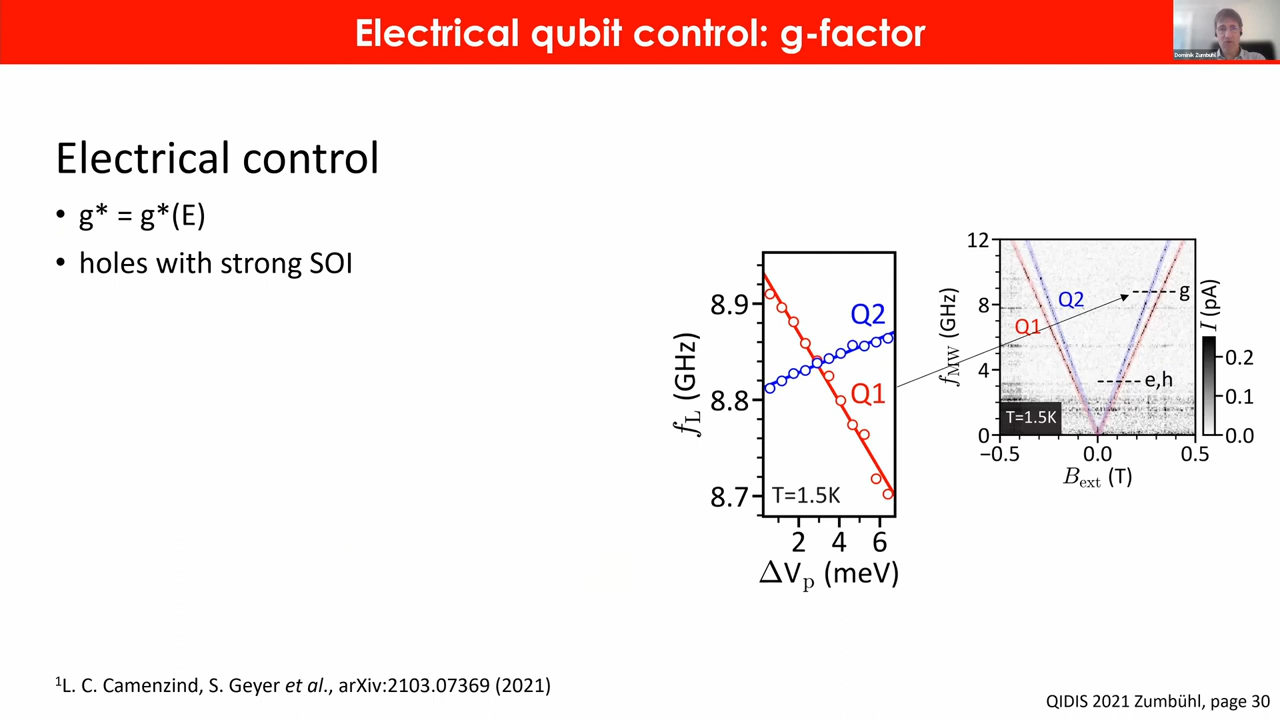 Electrical qubit control: g-factor
Dominik Zumbühl
Electrical control
• g* = g*(E)
• holes with strong SOI
8.9
8.8
8.7
f_L (GHz)
Q2
Q1
T=1.5K
2 4 6
ΔV_p (meV)
12
8
4
0
f_MW (GHz)
Q1
Q2
g
e,h
T=1.5K
−0.5 0.0 0.5
B_ext (T)
I (pA)
0.2
0.1
0.0
¹L. C. Camenzind, S. Geyer et al., arXiv:2103.07369 (2021)
QIDIS 2021 Zumbühl, page 30